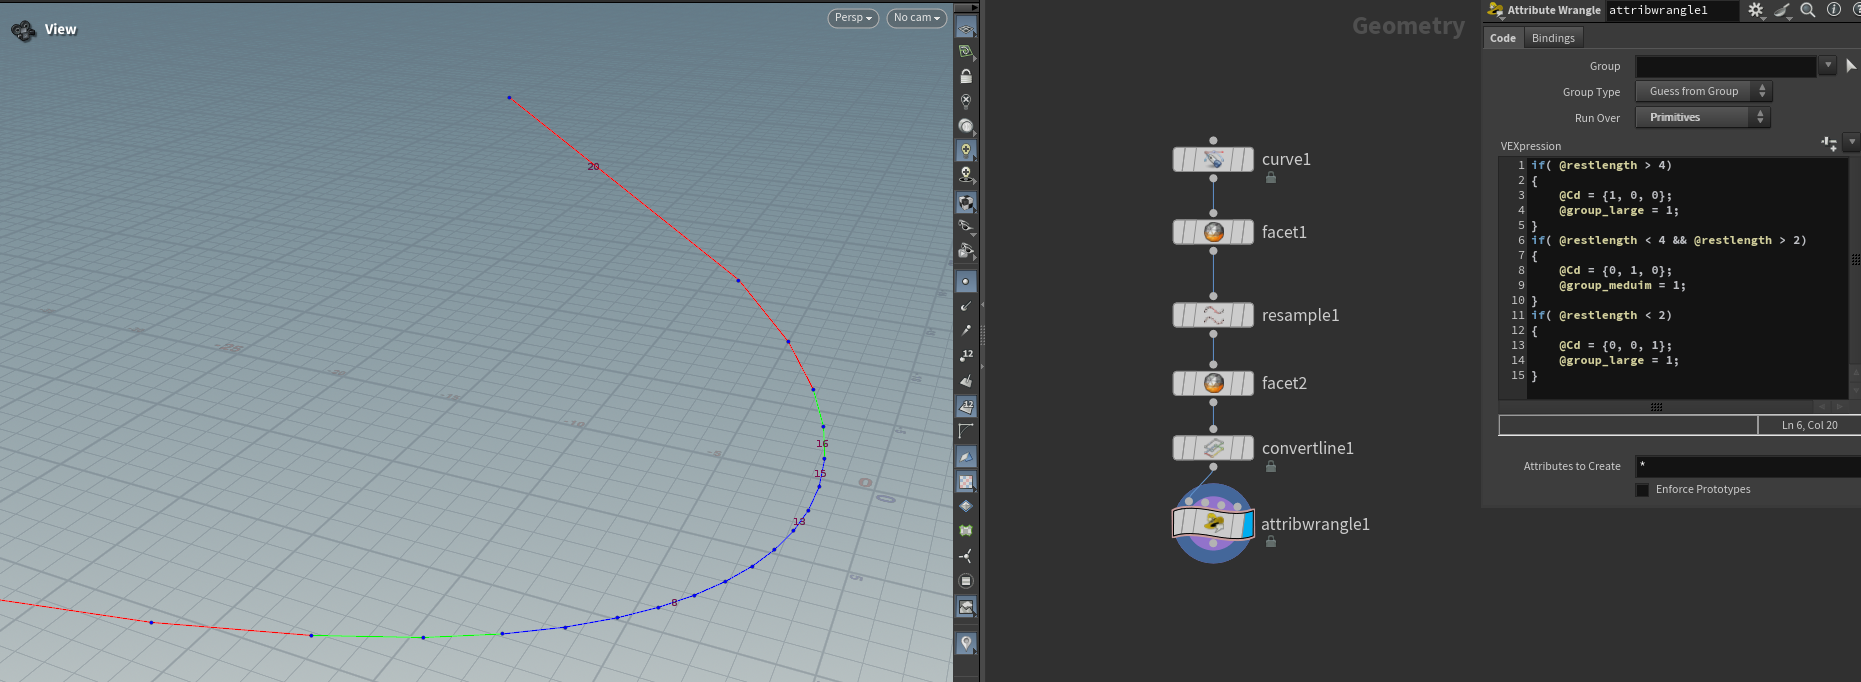 View
Persp
No cam
20
16
15
13
8
12
12
Geometry
curve1
facet1
resample1
facet2
convertline1
attribwrangle1
Attribute Wrangle attribwrangle1
Code Bindings
Group
Group Type Guess from Group
Run Over Primitives
VEXpression
1 if( @restlength > 4)
2 {
3 @Cd = {1, 0, 0};
4 @group_large = 1;
5 }
6 if( @restlength < 4 && @restlength > 2)
7 {
8 @Cd = {0, 1, 0};
9 @group_meduim = 1;
10 }
11 if( @restlength < 2)
12 {
13 @Cd = {0, 0, 1};
14 @group_large = 1;
15 }
Ln 6, Col 20
Attributes to Create *
Enforce Prototypes